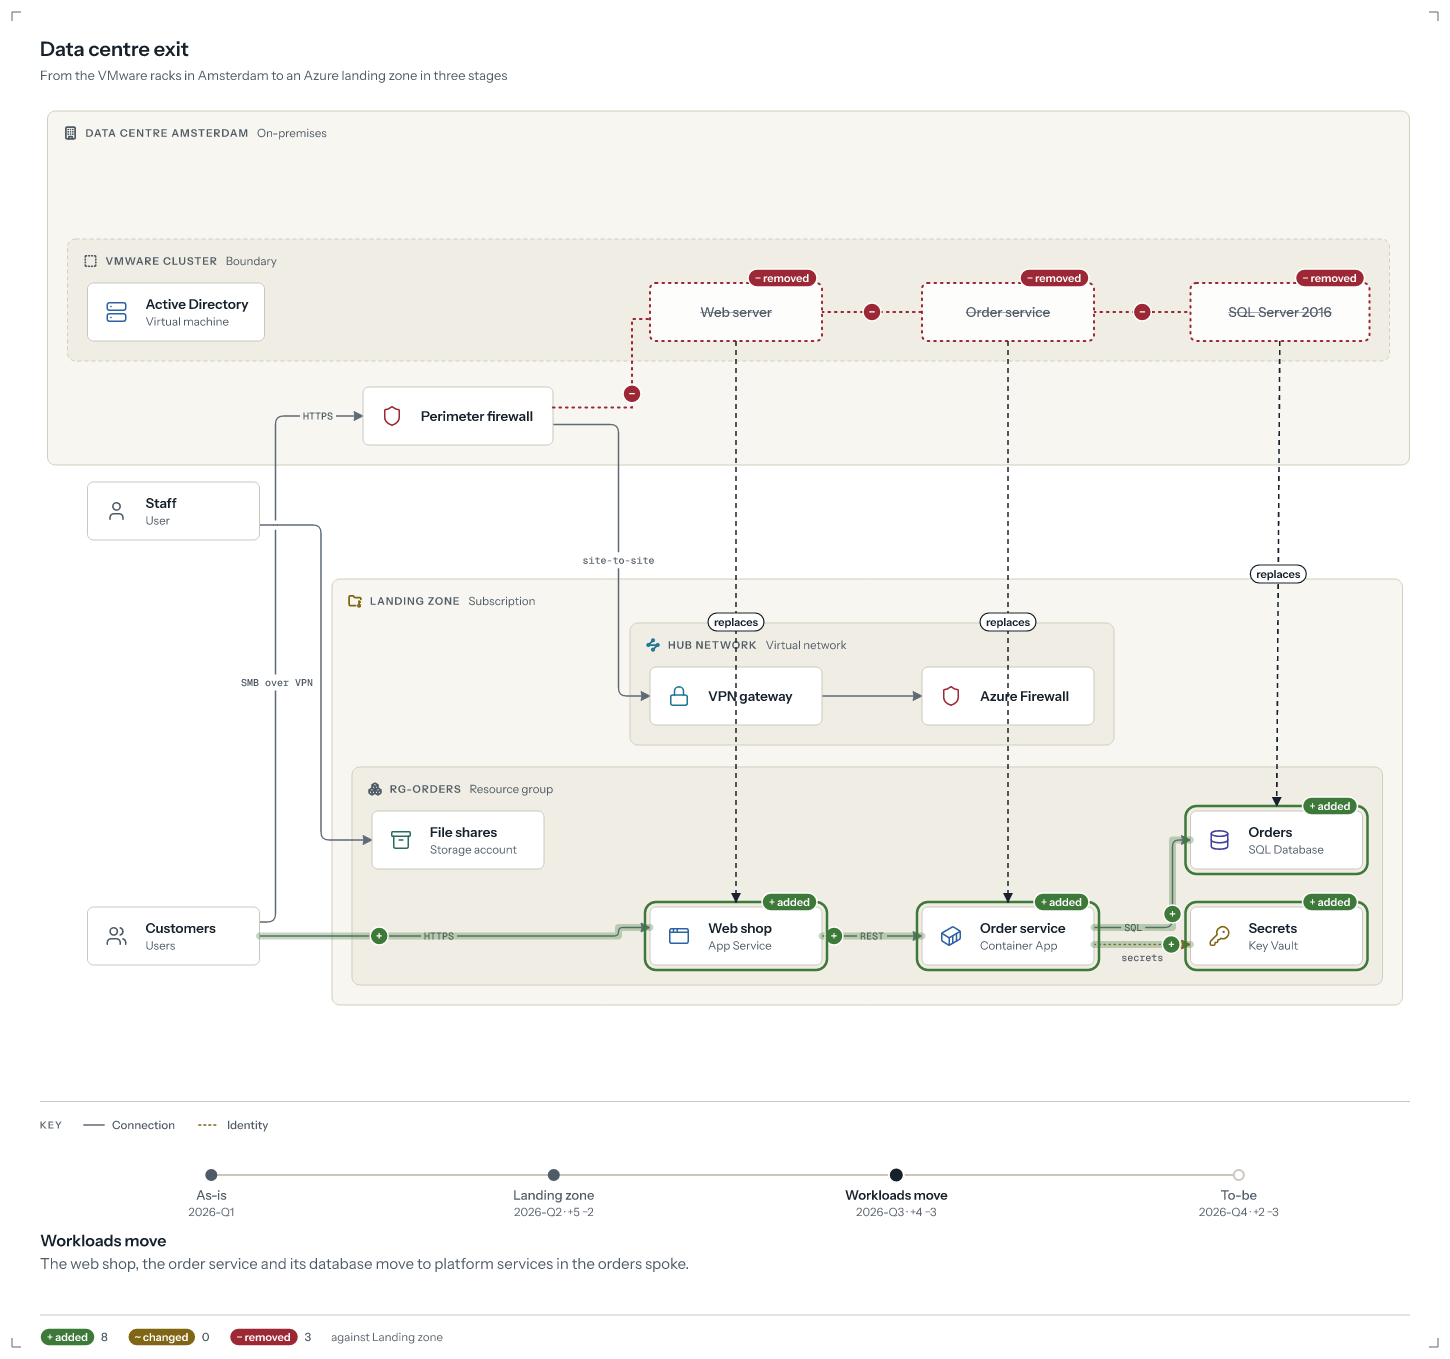 Data centre exit
From the VMware racks in Amsterdam to an Azure landing zone in three stages
DATA CENTRE AMSTERDAM On-premises
VMWARE CLUSTER Boundary
Active Directory
Virtual machine
− removed
Web server
− removed
Order service
− removed
SQL Server 2016
HTTPS
Perimeter firewall
Staff
User
site-to-site
replaces
replaces
replaces
LANDING ZONE Subscription
HUB NETWORK Virtual network
VPN gateway
Azure Firewall
SMB over VPN
RG-ORDERS Resource group
File shares
Storage account
+ added
Orders
SQL Database
Customers
Users
HTTPS
+ added
Web shop
App Service
REST
+ added
Order service
Container App
SQL
secrets
+ added
Secrets
Key Vault
KEY Connection Identity
As-is
2026-Q1
Landing zone
2026-Q2 · +5 −2
Workloads move
2026-Q3 · +4 −3
To-be
2026-Q4 · +2 −3
Workloads move
The web shop, the order service and its database move to platform services in the orders spoke.
+ added 8 ~ changed 0 − removed 3 against Landing zone